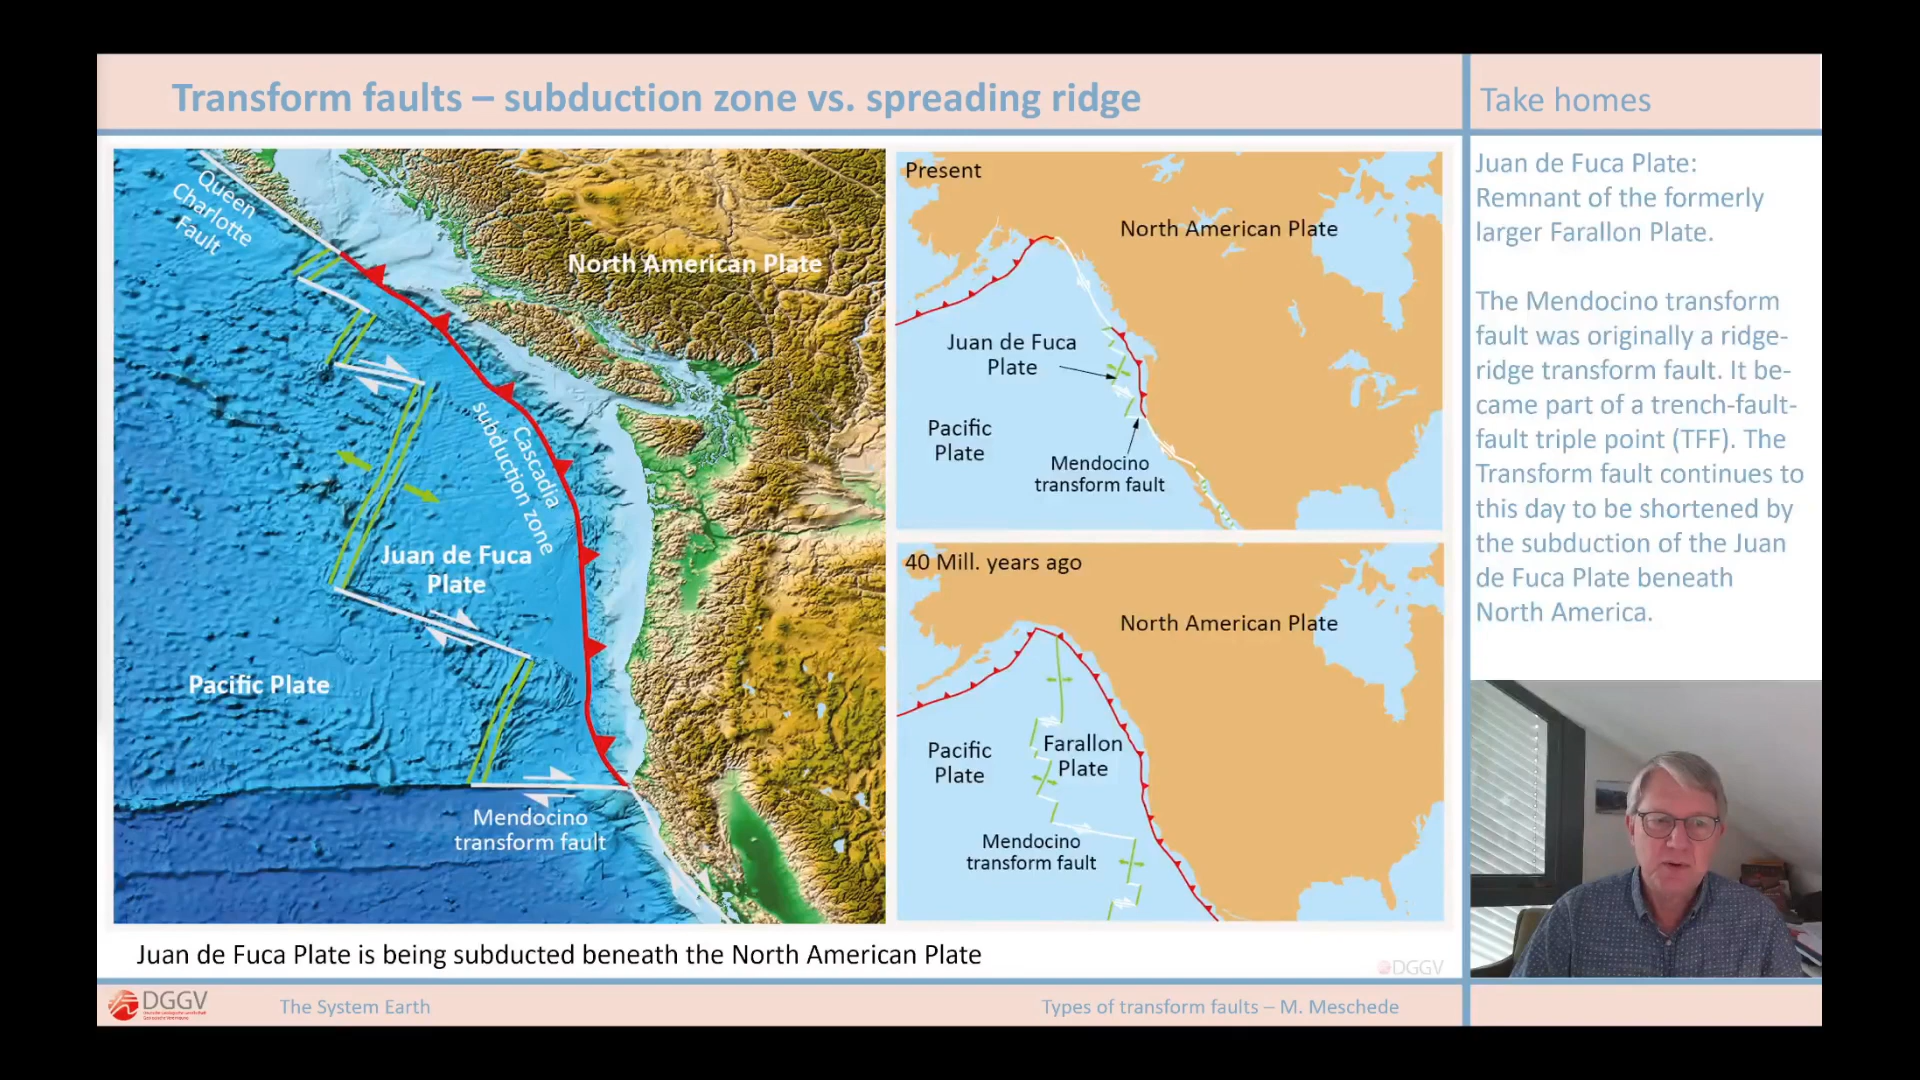 Transform faults – subduction zone vs. spreading ridge
Take homes
Queen
Charlotte
Fault
North American Plate
Cascadia
subduction zone
Juan de Fuca
Plate
Pacific Plate
Mendocino
transform fault
Present
North American Plate
Juan de Fuca
Plate
Pacific
Plate
Mendocino
transform fault
40 Mill. years ago
North American Plate
Pacific
Plate
Farallon
Plate
Mendocino
transform fault
Juan de Fuca Plate:
Remnant of the formerly
larger Farallon Plate.
The Mendocino transform
fault was originally a ridge-
ridge transform fault. It be-
came part of a trench-fault-
fault triple point (TFF). The
Transform fault continues to
this day to be shortened by
the subduction of the Juan
de Fuca Plate beneath
North America.
Juan de Fuca Plate is being subducted beneath the North American Plate
DGGV
DGGV
The System Earth
Types of transform faults – M. Meschede